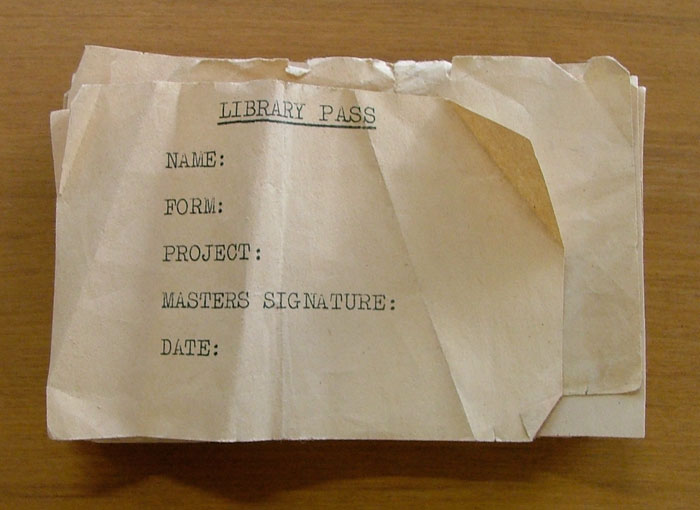 LIBRARY PASS
NAME:
FORM:
PROJECT:
MASTERS SIGNATURE:
DATE: